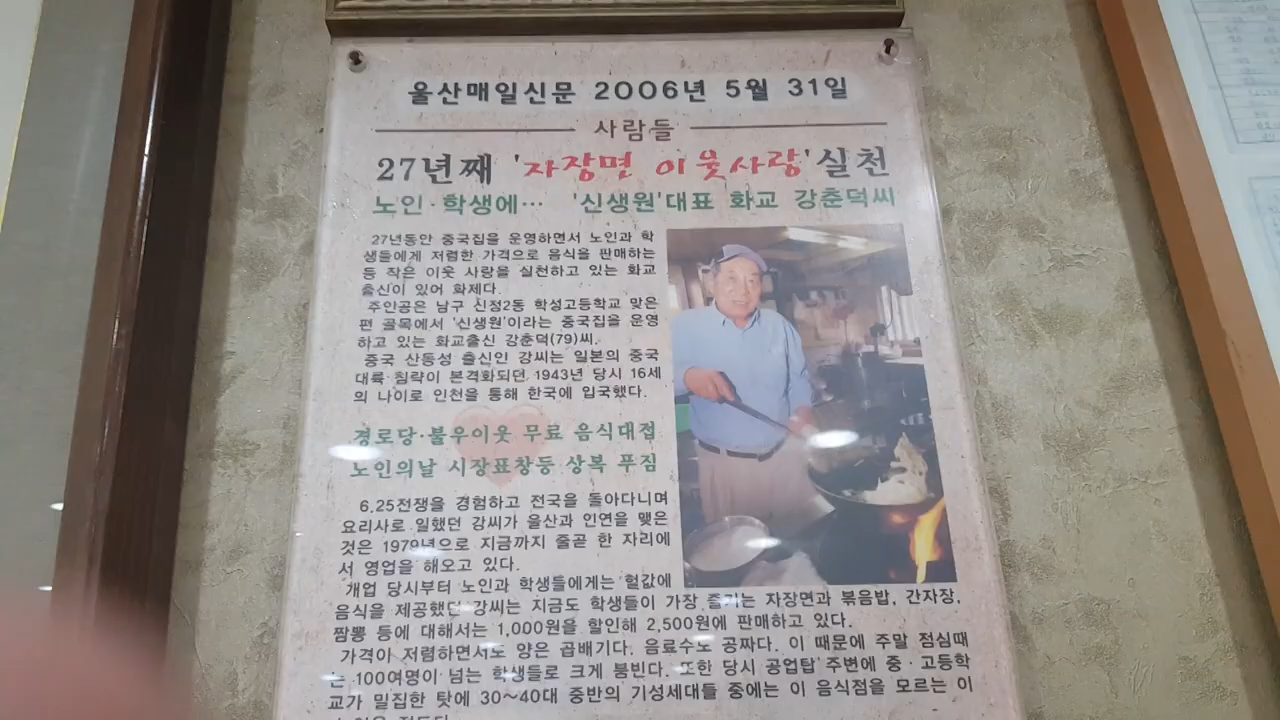 울산매일신문 2006년 5월 31일
사람들
27년째 '자장면 이웃사랑'실천
노인·학생에… '신생원'대표 화교 강춘덕씨
27년동안 중국집을 운영하면서 노인과 학
생들에게 저렴한 가격으로 음식을 판매하는
등 작은 이웃 사랑을 실천하고 있는 화교
출신이 있어 화제다.
주인공은 남구 신정2동 학성고등학교 맞은
편 골목에서 '신생원'이라는 중국집을 운영
하고 있는 화교출신 강춘덕(79)씨.
중국 산동성 출신인 강씨는 일본의 중국
대륙 침략이 본격화되던 1943년 당시 16세
의 나이로 인천을 통해 한국에 입국했다.
경로당·불우이웃 무료 음식대접
노인의날 시장표창등 상복 푸짐
6.25전쟁을 경험하고 전국을 돌아다니며
요리사로 일했던 강씨가 울산과 인연을 맺은
것은 1979년으로 지금까지 줄곧 한 자리에
서 영업을 해오고 있다.
개업 당시부터 노인과 학생들에게는 헐값에
음식을 제공했던 강씨는 지금도 학생들이 가장 즐기는 자장면과 볶음밥, 간자장,
짬뽕 등에 대해서는 1,000원을 할인해 2,500원에 판매하고 있다.
가격이 저렴하면서도 양은 곱배기다. 음료수도 공짜다. 이 때문에 주말 점심때
는 100여명이 넘는 학생들로 크게 붐빈다. 또한 당시 공업탑 주변에 중·고등학
교가 밀집한 탓에 30~40대 중반의 기성세대들 중에는 이 음식점을 모르는 이